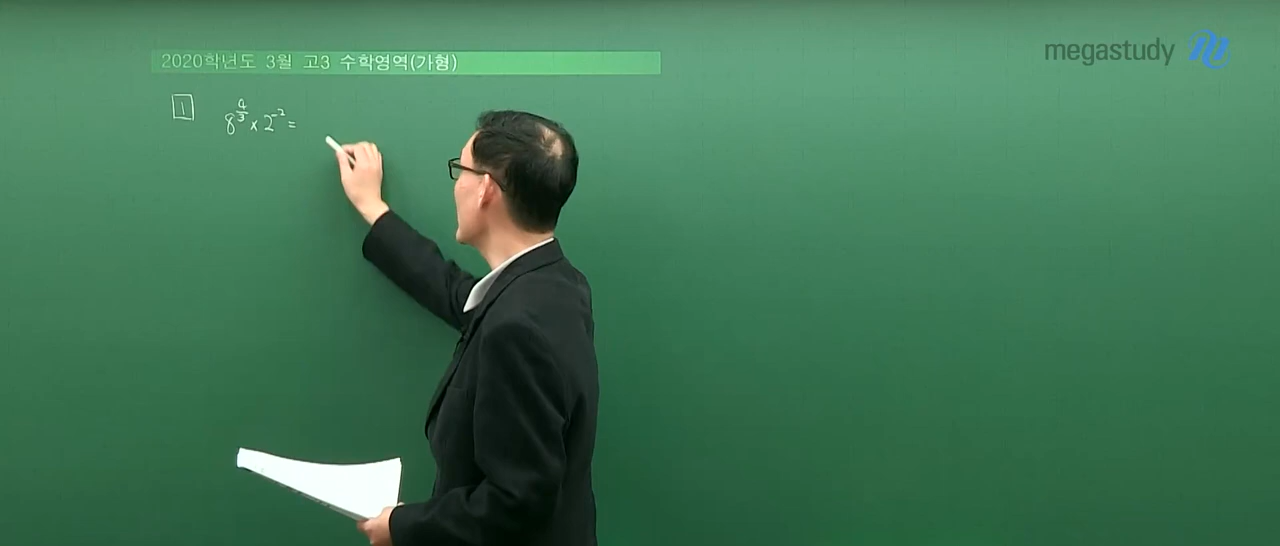 2020학년도 3월 고3 수학영역(가형)
megastudy
1 8^{4/3} × 2^{-2} =